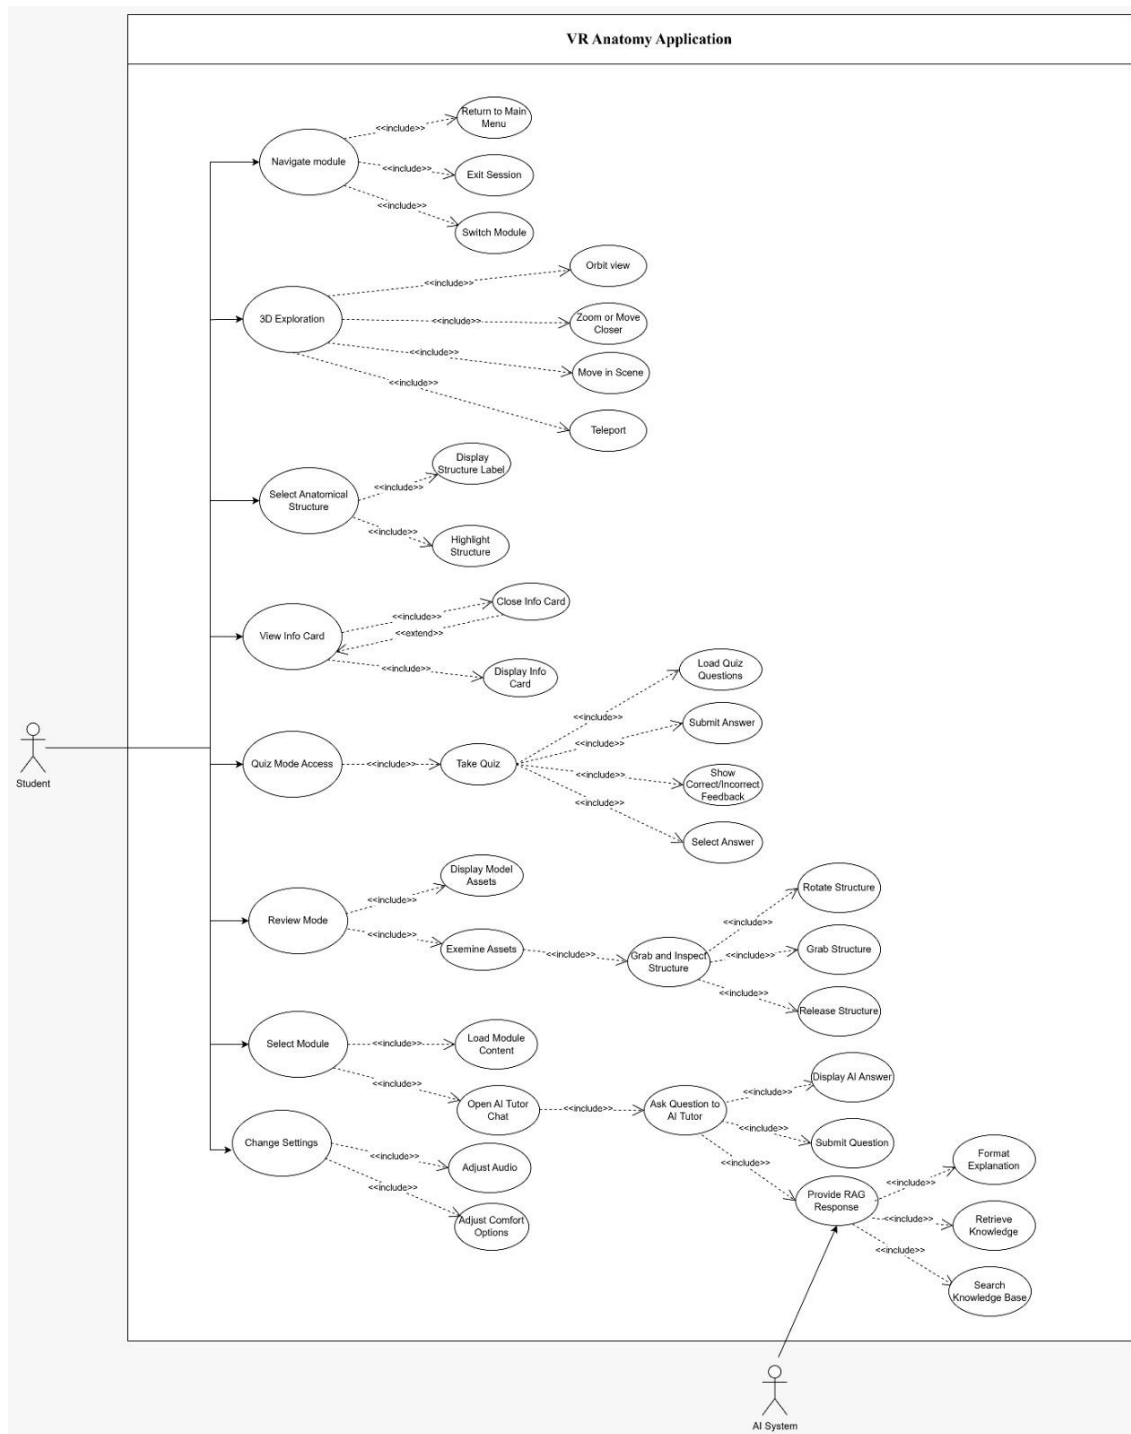 VR Anatomy Application
Return to Main
Menu
<<include>>
Navigate module
<<include>>
Exit Session
<<include>>
Switch Module
Orbit view
<<include>>
3D Exploration
<<include>>
Zoom or Move
Closer
<<include>>
Move in Scene
<<include>>
Teleport
Display
Structure Label
<<include>>
Select Anatomical
Structure
<<include>>
Highlight
Structure
Close Info Card
<<include>>
<<extend>>
View Info Card
<<include>>
Display Info
Card
Load Quiz
Questions
<<include>>
Submit Answer
<<include>>
Student
Quiz Mode Access
<<include>>
Take Quiz
<<include>>
Show
Correct/Incorrect
Feedback
<<include>>
Select Answer
Display Model
Assets
<<include>>
Review Mode
<<include>>
Exemine Assets
<<include>>
Grab and Inspect
Structure
<<include>>
Rotate Structure
<<include>>
Grab Structure
<<include>>
Release Structure
Select Module
<<include>>
Load Module
Content
<<include>>
Open AI Tutor
Chat
<<include>>
Ask Question to
AI Tutor
<<include>>
Display AI Answer
<<include>>
Submit Question
<<include>>
Provide RAG
Response
<<include>>
Format
Explanation
<<include>>
Retrieve
Knowledge
<<include>>
Search
Knowledge Base
Change Settings
<<include>>
Adjust Audio
<<include>>
Adjust Comfort
Options
AI System